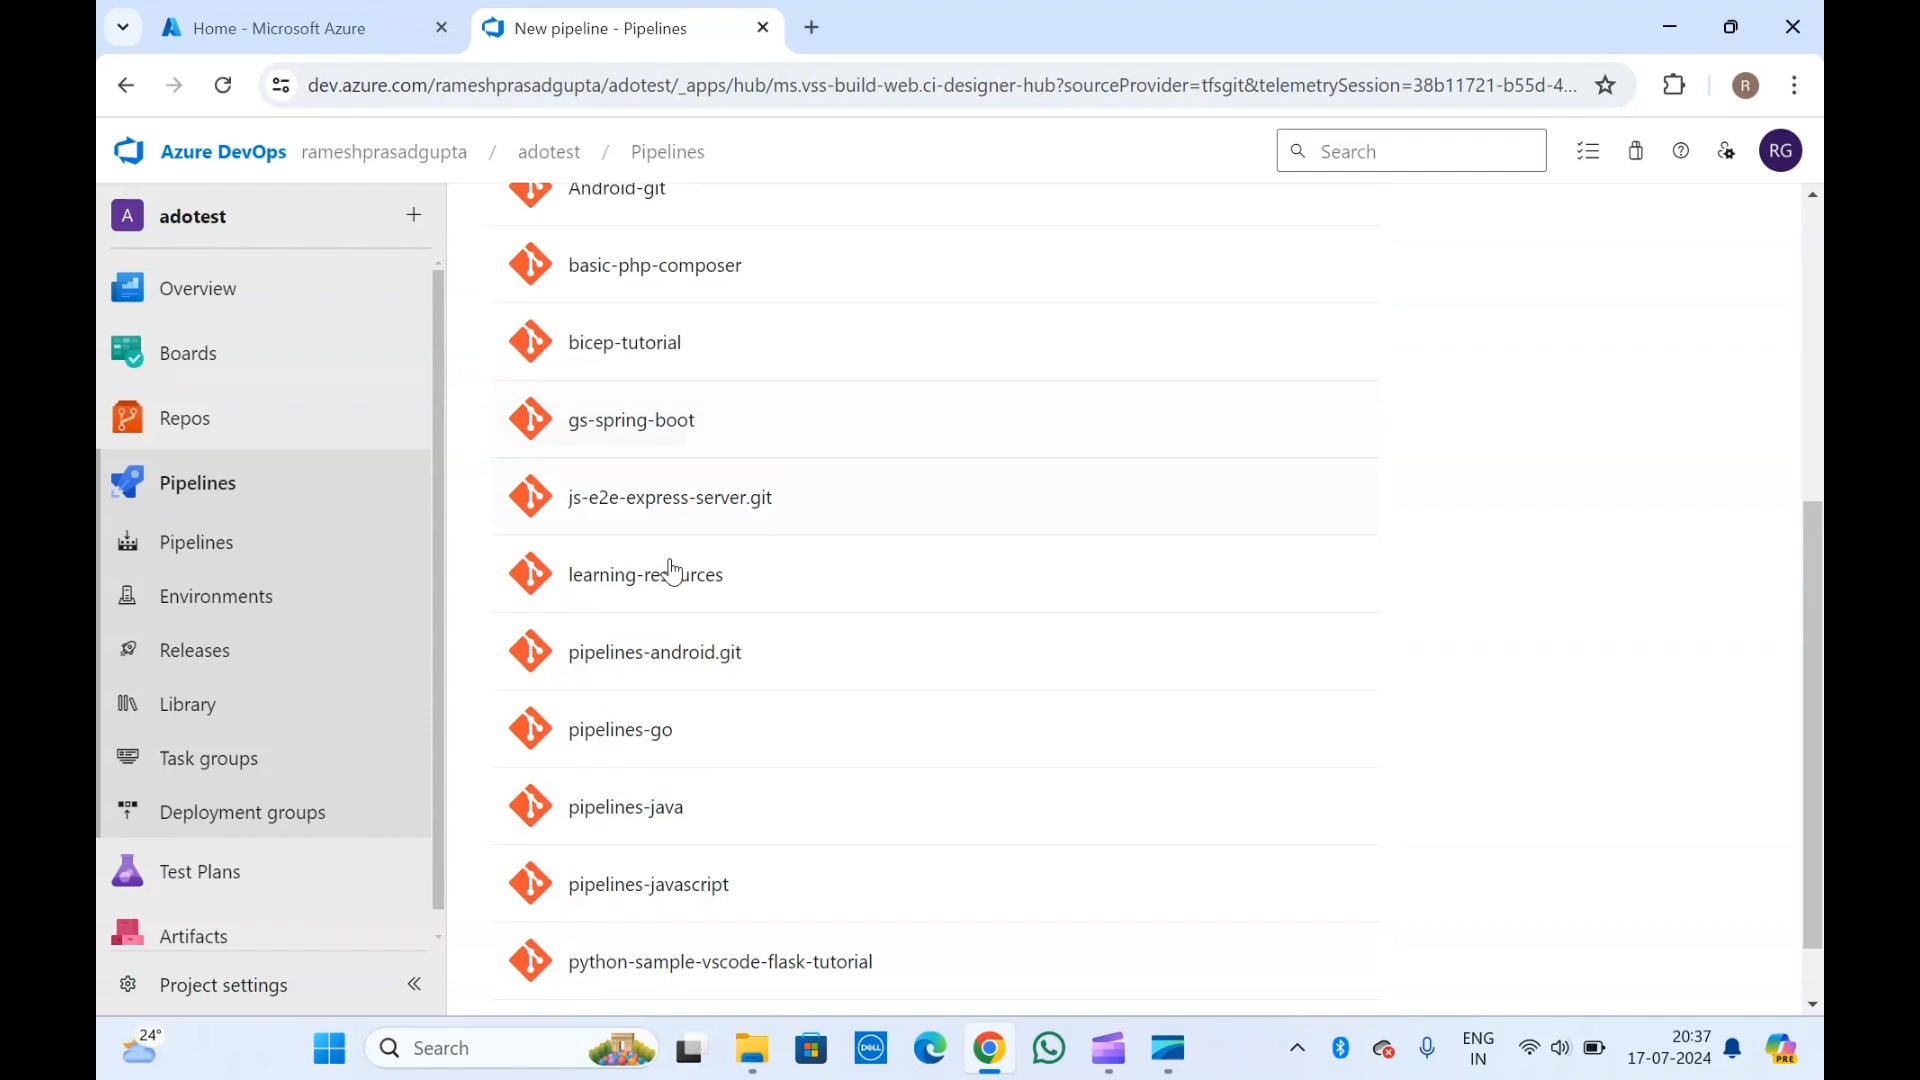 Home - Microsoft Azure
New pipeline - Pipelines
dev.azure.com/rameshprasadgupta/adotest/_apps/hub/ms.vss-build-web.ci-designer-hub?sourceProvider=tfsgit&telemetrySession=38b11721-b55d-4...
R
Azure DevOps rameshprasadgupta / adotest / Pipelines
Search
RG
A adotest
Overview
Boards
Repos
Pipelines
Pipelines
Environments
Releases
Library
Task groups
Deployment groups
Test Plans
Artifacts
Project settings
Android-git
basic-php-composer
bicep-tutorial
gs-spring-boot
js-e2e-express-server.git
learning-resources
pipelines-android.git
pipelines-go
pipelines-java
pipelines-javascript
python-sample-vscode-flask-tutorial
24°
Search
DELL
ENG
IN
20:37
17-07-2024
PRE